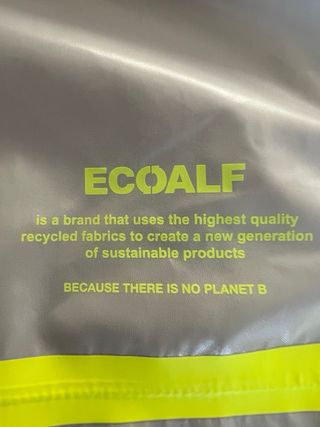 ECOALF
is a brand that uses the highest quality
recycled fabrics to create a new generation
of sustainable products
BECAUSE THERE IS NO PLANET B